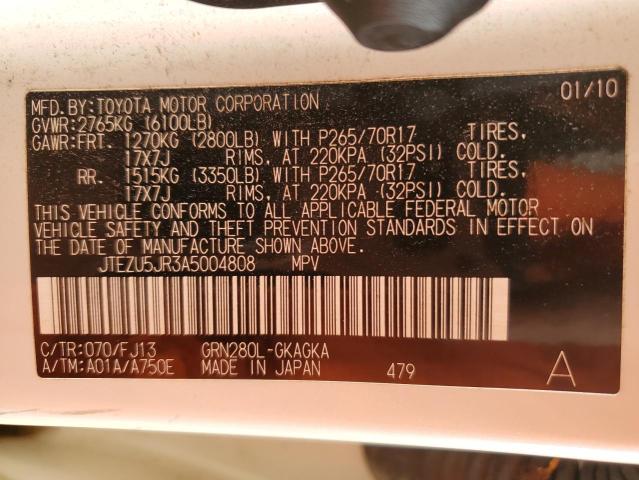 MFD.BY:TOYOTA MOTOR CORPORATION 01/10
GVWR:2765KG (6100LB)
GAWR:FRT. 1270KG (2800LB) WITH P265/70R17 TIRES,
17X7J RIMS, AT 220KPA (32PSI) COLD.
RR. 1515KG (3350LB) WITH P265/70R17 TIRES,
17X7J RIMS, AT 220KPA (32PSI) COLD.
THIS VEHICLE CONFORMS TO ALL APPLICABLE FEDERAL MOTOR
VEHICLE SAFETY AND THEFT PREVENTION STANDARDS IN EFFECT ON
THE DATE OF MANUFACTURE SHOWN ABOVE.
JTEZU5JR3A5004808 MPV
C/TR:070/FJ13 GRN280L-GKAGKA
A/TM:A01A/A750E MADE IN JAPAN 479 A